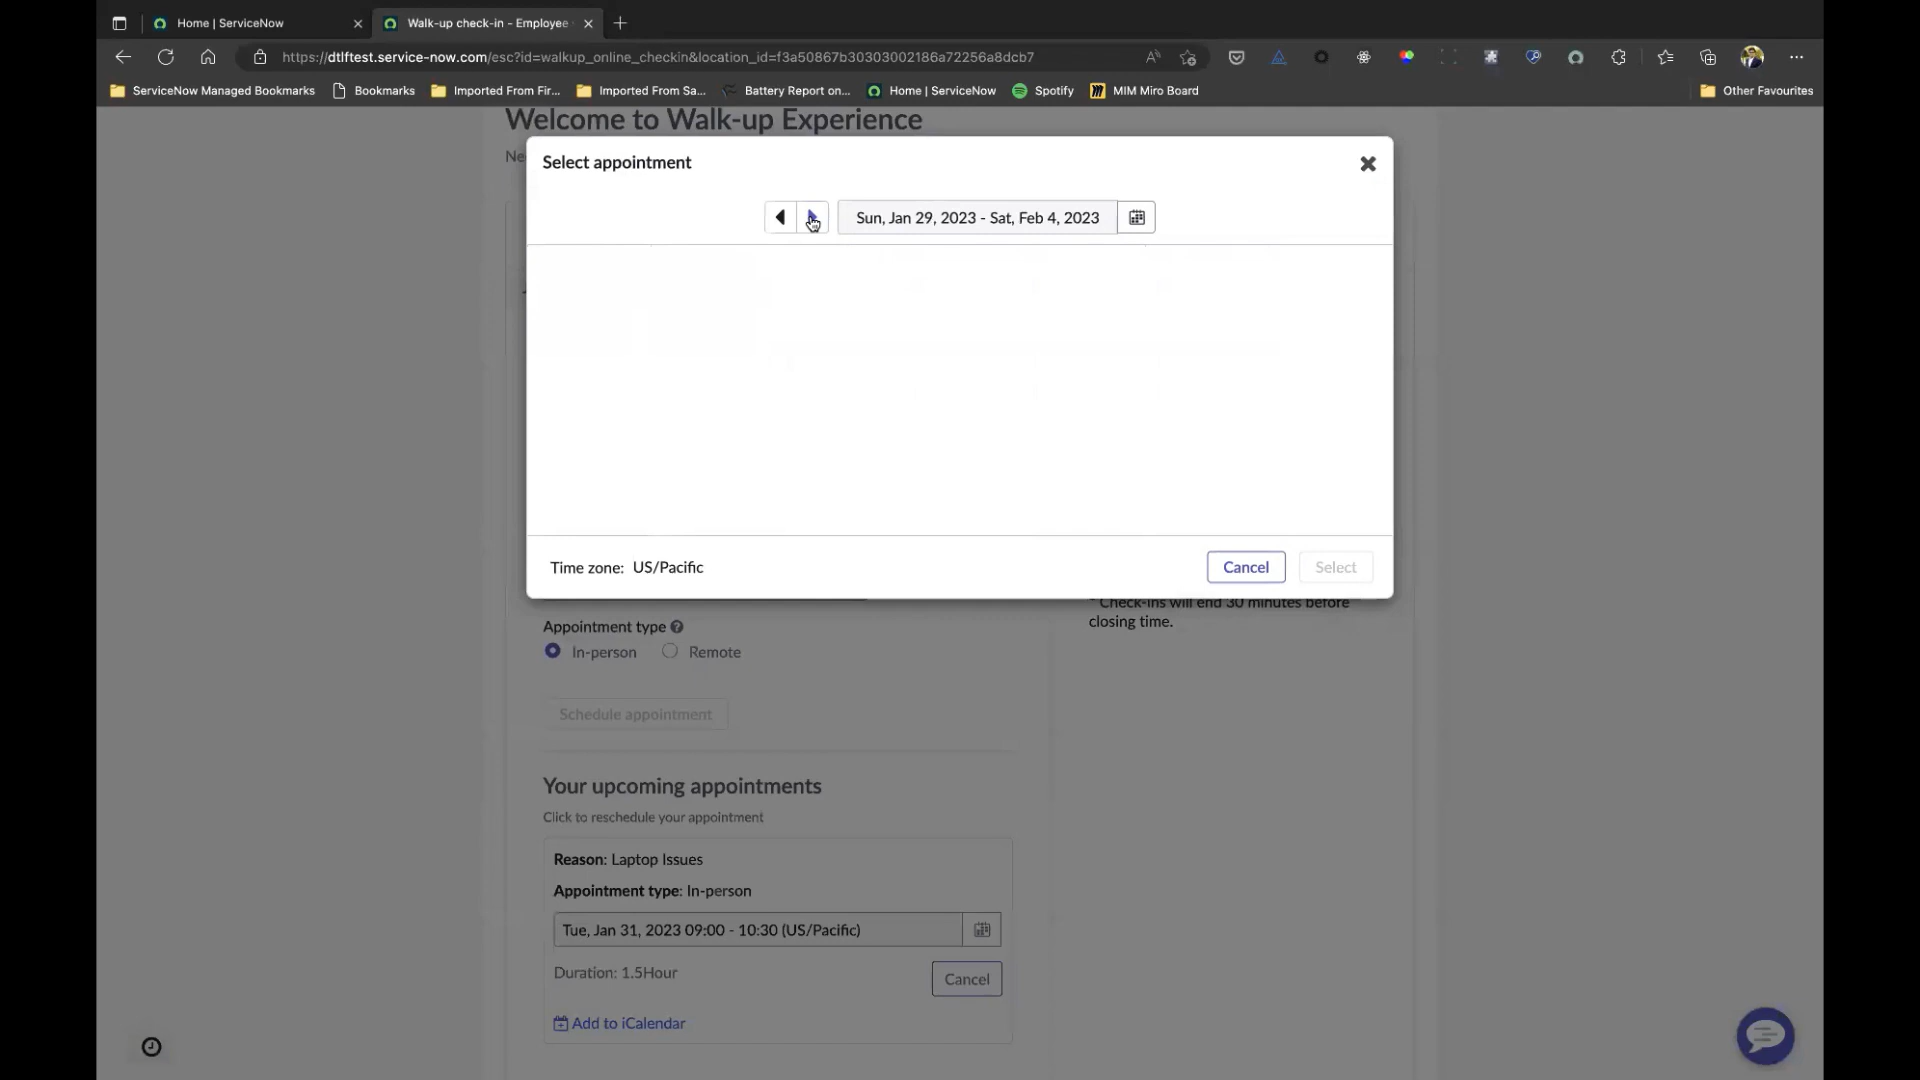 Home | ServiceNow
Walk-up check-in - Employee
https://dtlftest.service-now.com/esc?id=walkup_online_checkin&location_id=f3a50867b30303002186a72256a8dcb7
ServiceNow Managed Bookmarks
Bookmarks
Imported From Fir...
Imported From Sa...
Battery Report on...
Home | ServiceNow
Spotify
MIM Miro Board
Other Favourites
Welcome to Walk-up Experience
Select appointment
Sun, Jan 29, 2023 - Sat, Feb 4, 2023
Time zone: US/Pacific
Cancel
Select
Check-ins will end 30 minutes before
closing time.
Appointment type
In-person
Remote
Schedule appointment
Your upcoming appointments
Click to reschedule your appointment
Reason: Laptop Issues
Appointment type: In-person
Tue, Jan 31, 2023 09:00 - 10:30 (US/Pacific)
Duration: 1.5Hour
Cancel
Add to iCalendar